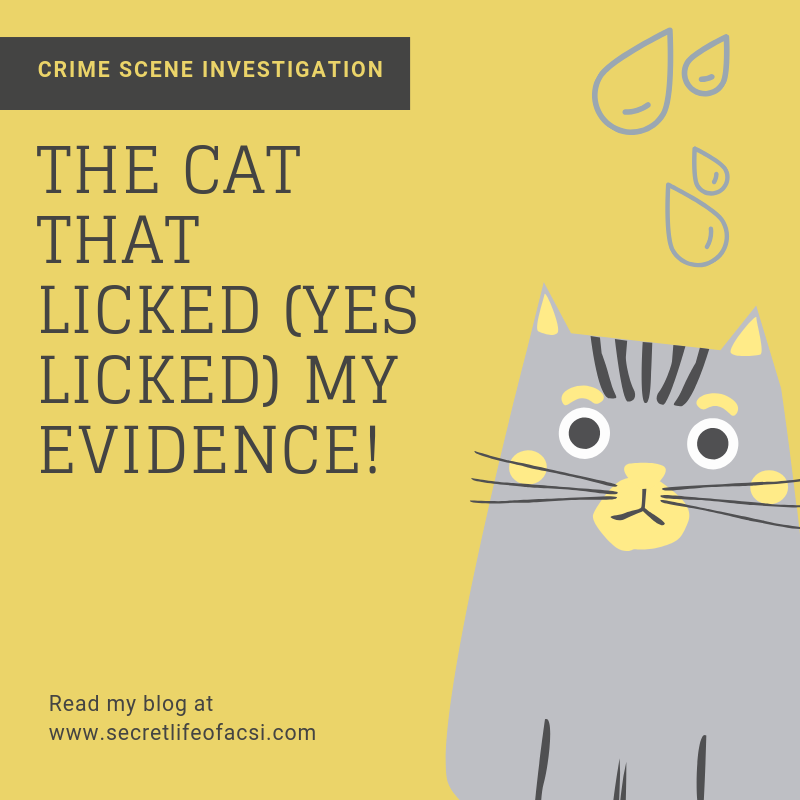 CRIME SCENE INVESTIGATION
THE CAT
THAT
LICKED (YES
LICKED) MY
EVIDENCE!
Read my blog at
www.secretlifeofacsi.com